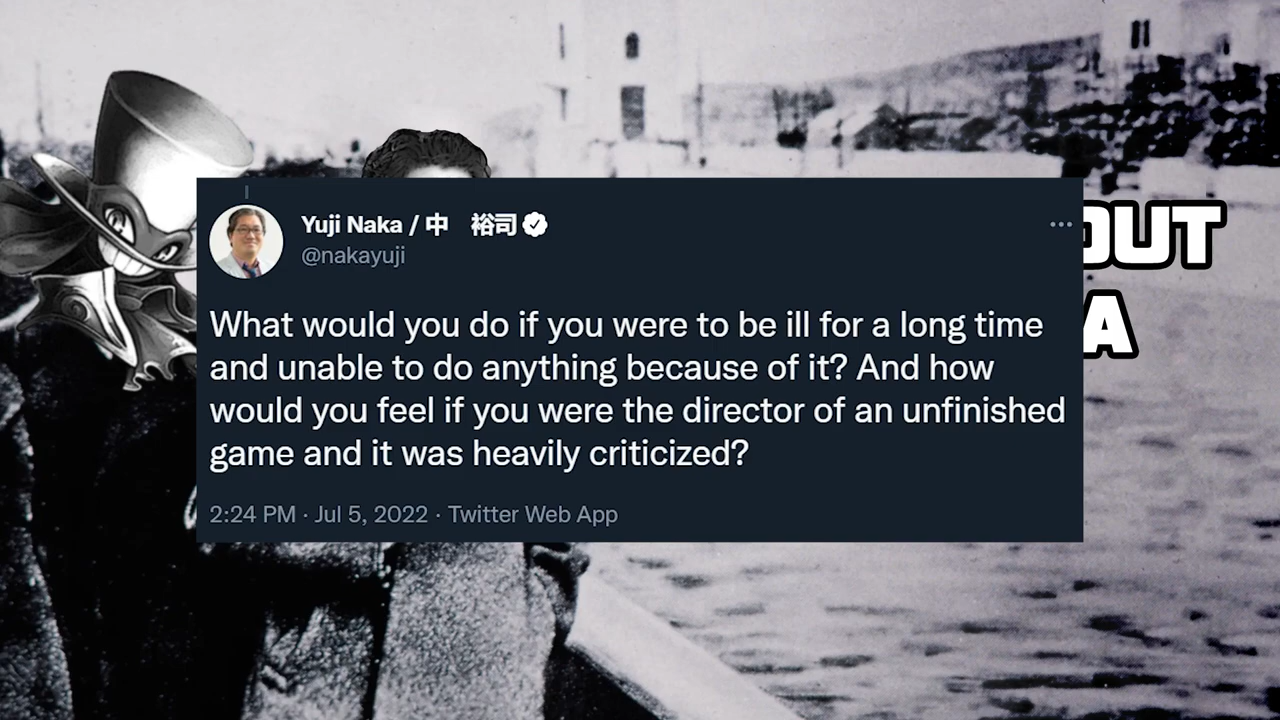 Yuji Naka / 中　裕司
@nakayuji
OUT
A
What would you do if you were to be ill for a long time
and unable to do anything because of it? And how
would you feel if you were the director of an unfinished
game and it was heavily criticized?
2:24 PM · Jul 5, 2022 · Twitter Web App